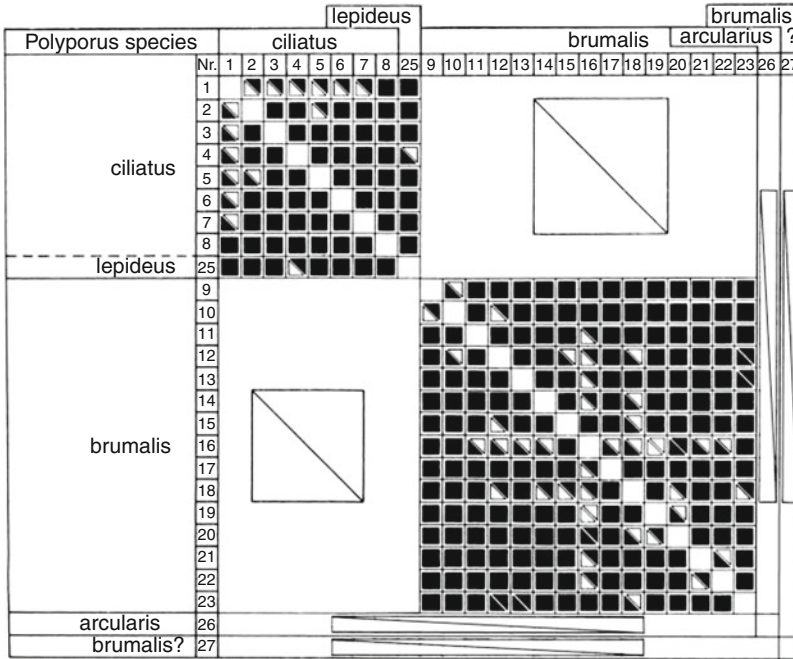 lepideus
brumalis
Polyporus species
ciliatus
brumalis
arcularius
?
Nr. 1 2 3 4 5 6 7 8 25 9 10 11 12 13 14 15 16 17 18 19 20 21 22 23 26 27
1
2
3
4
ciliatus
5
6
7
8
lepideus 25
9
10
11
12
13
14
15
brumalis 16
17
18
19
20
21
22
23
arcularis 26
brumalis? 27